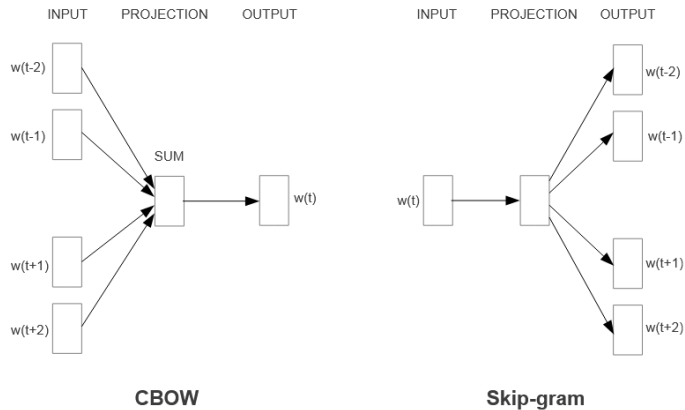 INPUT PROJECTION OUTPUT
w(t-2)
w(t-1)
SUM
w(t)
w(t+1)
w(t+2)
CBOW
INPUT PROJECTION OUTPUT
w(t-2)
w(t-1)
w(t)
w(t+1)
w(t+2)
Skip-gram